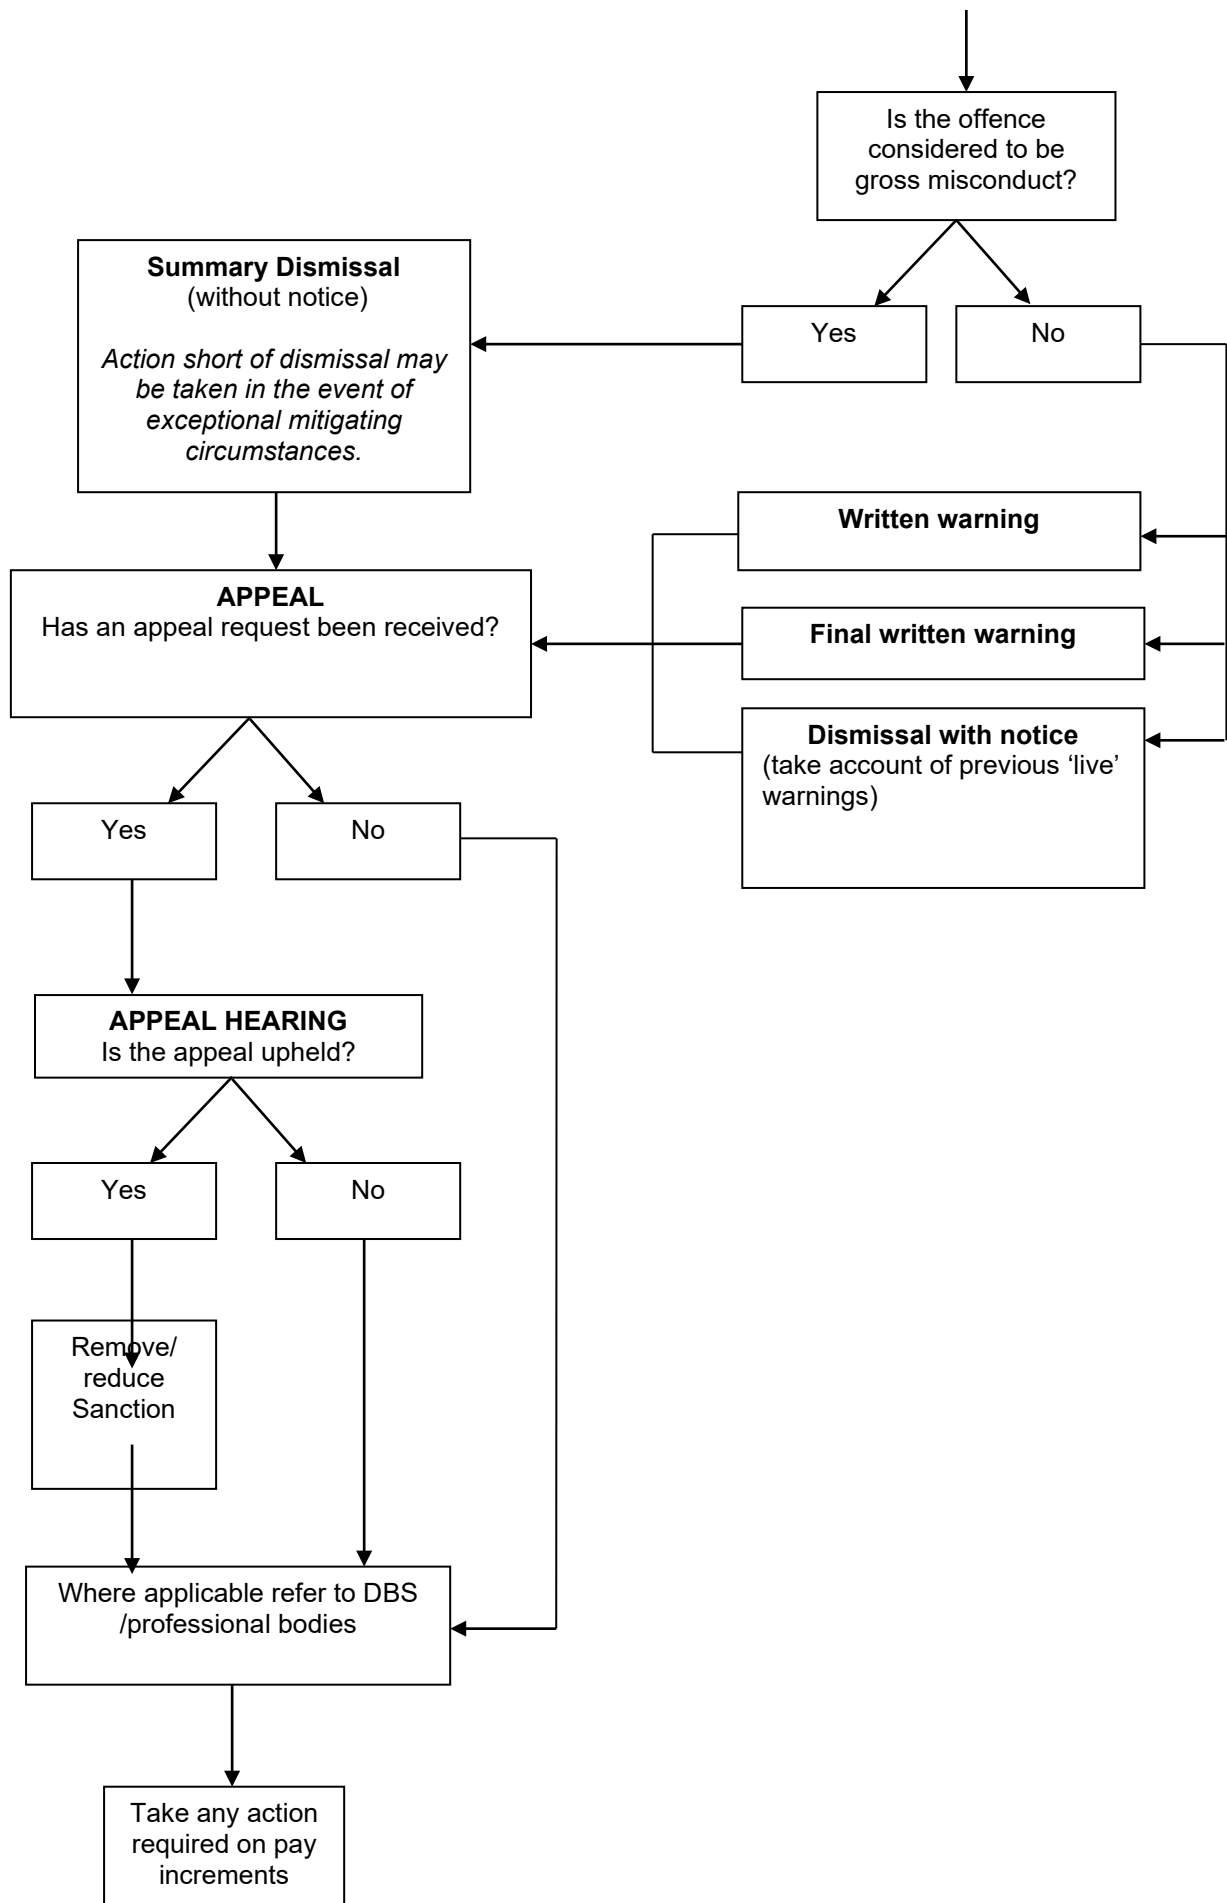 Is the offence
considered to be
gross misconduct?
Summary Dismissal
(without notice)
Action short of dismissal may
be taken in the event of
exceptional mitigating
circumstances.
Yes
No
Written warning
APPEAL
Has an appeal request been received?
Final written warning
Dismissal with notice
(take account of previous ‘live’
warnings)
Yes
No
APPEAL HEARING
Is the appeal upheld?
Yes
No
Remove/
reduce
Sanction
Where applicable refer to DBS
/professional bodies
Take any action
required on pay
increments